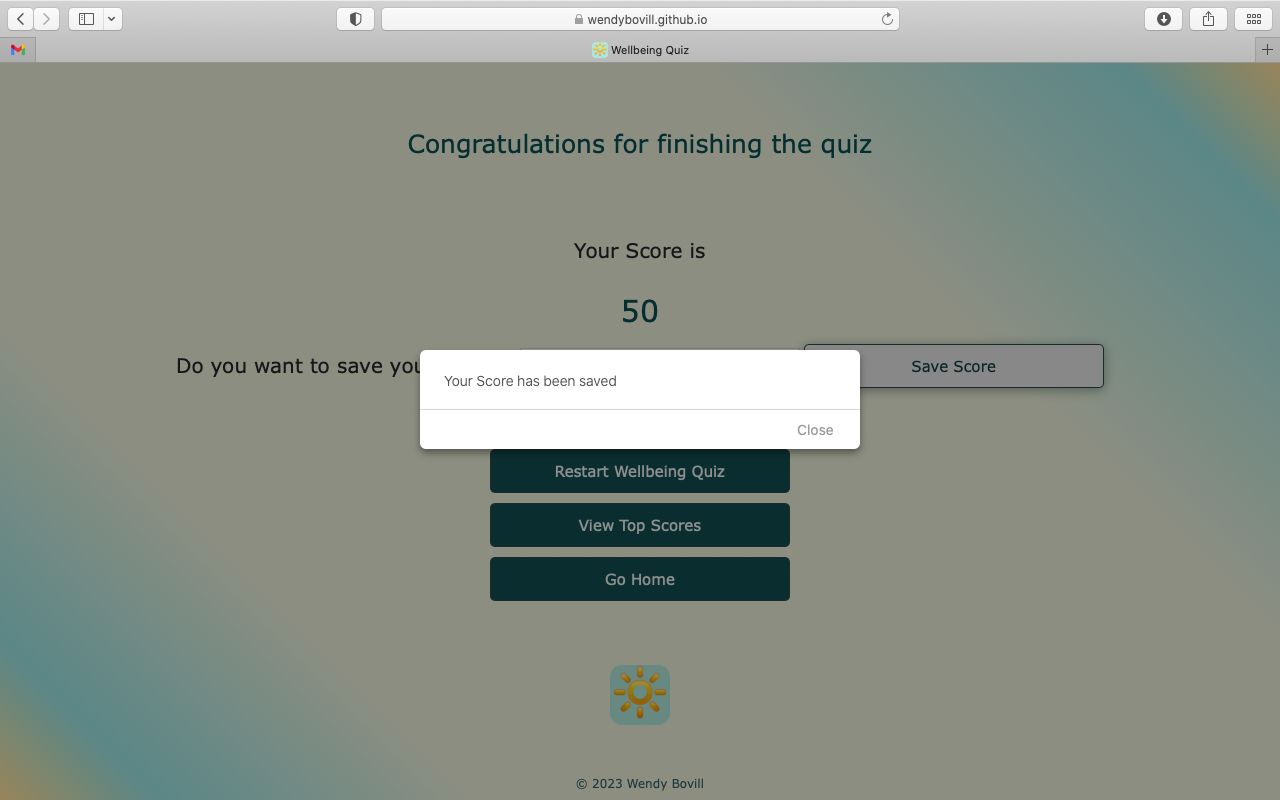 wendybovill.github.io
Wellbeing Quiz
Congratulations for finishing the quiz
Your Score is
50
Do you want to save you
Save Score
Your Score has been saved
Close
Restart Wellbeing Quiz
View Top Scores
Go Home
© 2023 Wendy Bovill